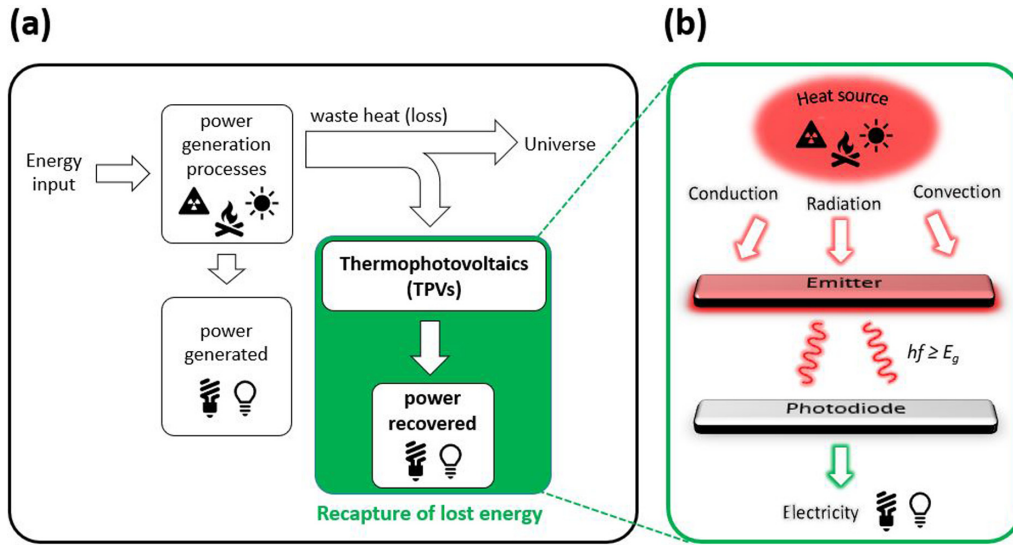 (a)
Energy
input
power
generation
processes
waste heat (loss)
Universe
power
generated
Thermophotovoltaics
(TPVs)
power
recovered
Recapture of lost energy
(b)
Heat source
Conduction
Radiation
Convection
Emitter
hf ≥ Eg
Photodiode
Electricity